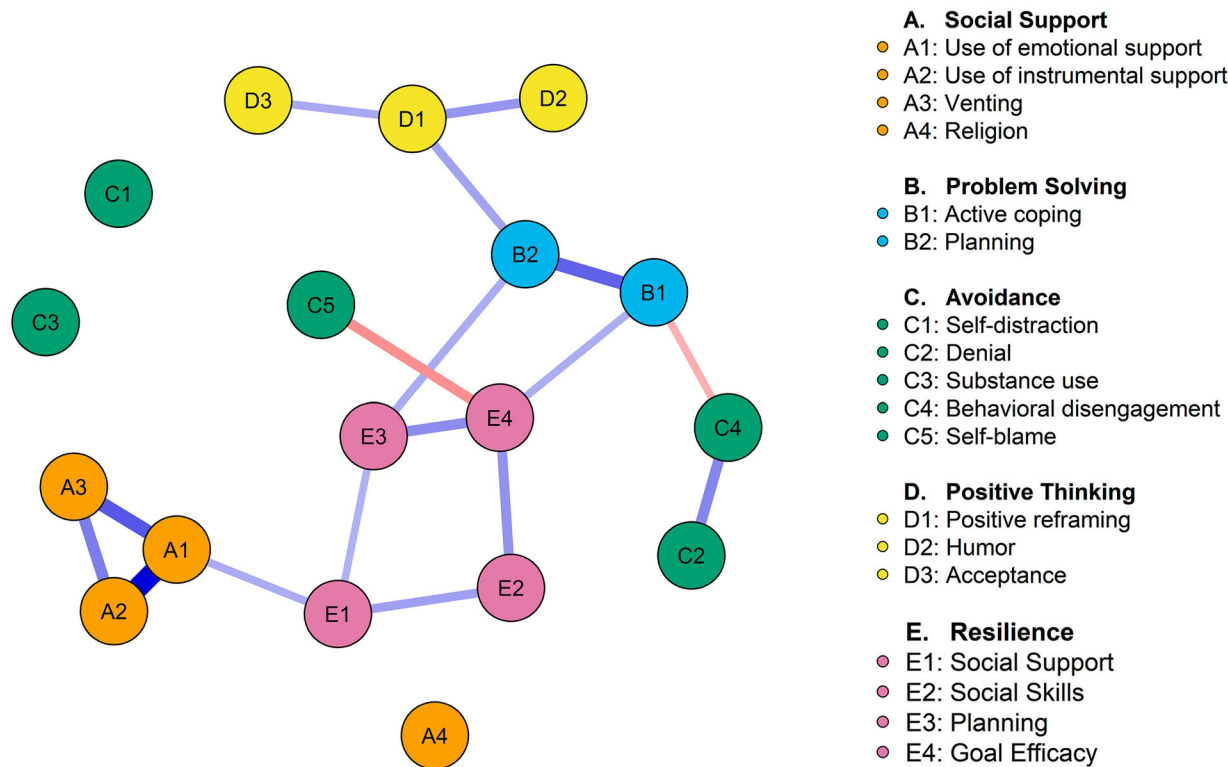 D3
D1
D2
C1
B2
B1
C5
C3
E3
E4
C4
A3
A1
C2
A2
E1
E2
A4
A. Social Support
A1: Use of emotional support
A2: Use of instrumental support
A3: Venting
A4: Religion
B. Problem Solving
B1: Active coping
B2: Planning
C. Avoidance
C1: Self-distraction
C2: Denial
C3: Substance use
C4: Behavioral disengagement
C5: Self-blame
D. Positive Thinking
D1: Positive reframing
D2: Humor
D3: Acceptance
E. Resilience
E1: Social Support
E2: Social Skills
E3: Planning
E4: Goal Efficacy